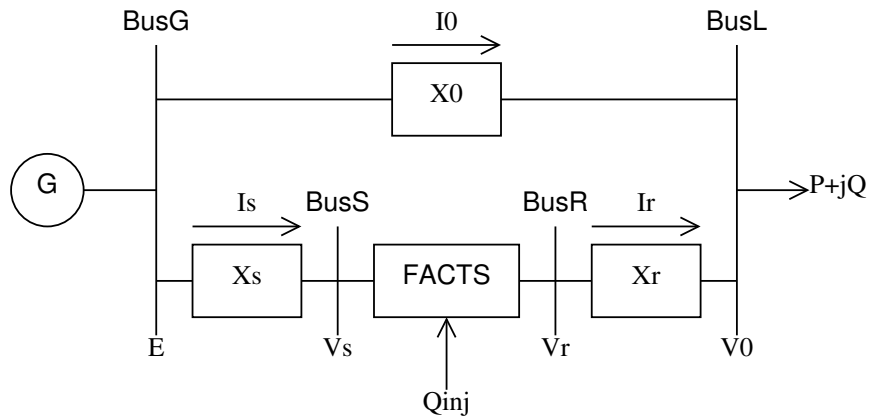 BusG
I0
BusL
X0
G
P+jQ
Is
BusS
BusR
Ir
Xs
FACTS
Xr
E
Vs
Vr
V0
Qinj